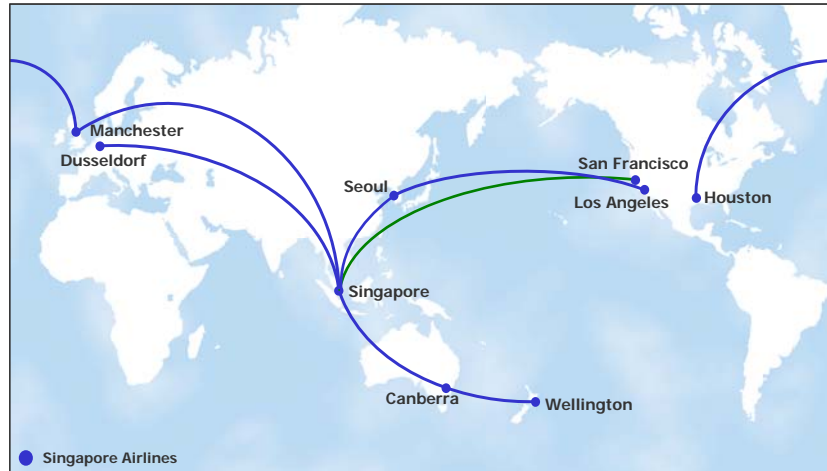 Manchester
Dusseldorf
Seoul
San Francisco
Los Angeles
Houston
Singapore
Canberra
Wellington
Singapore Airlines